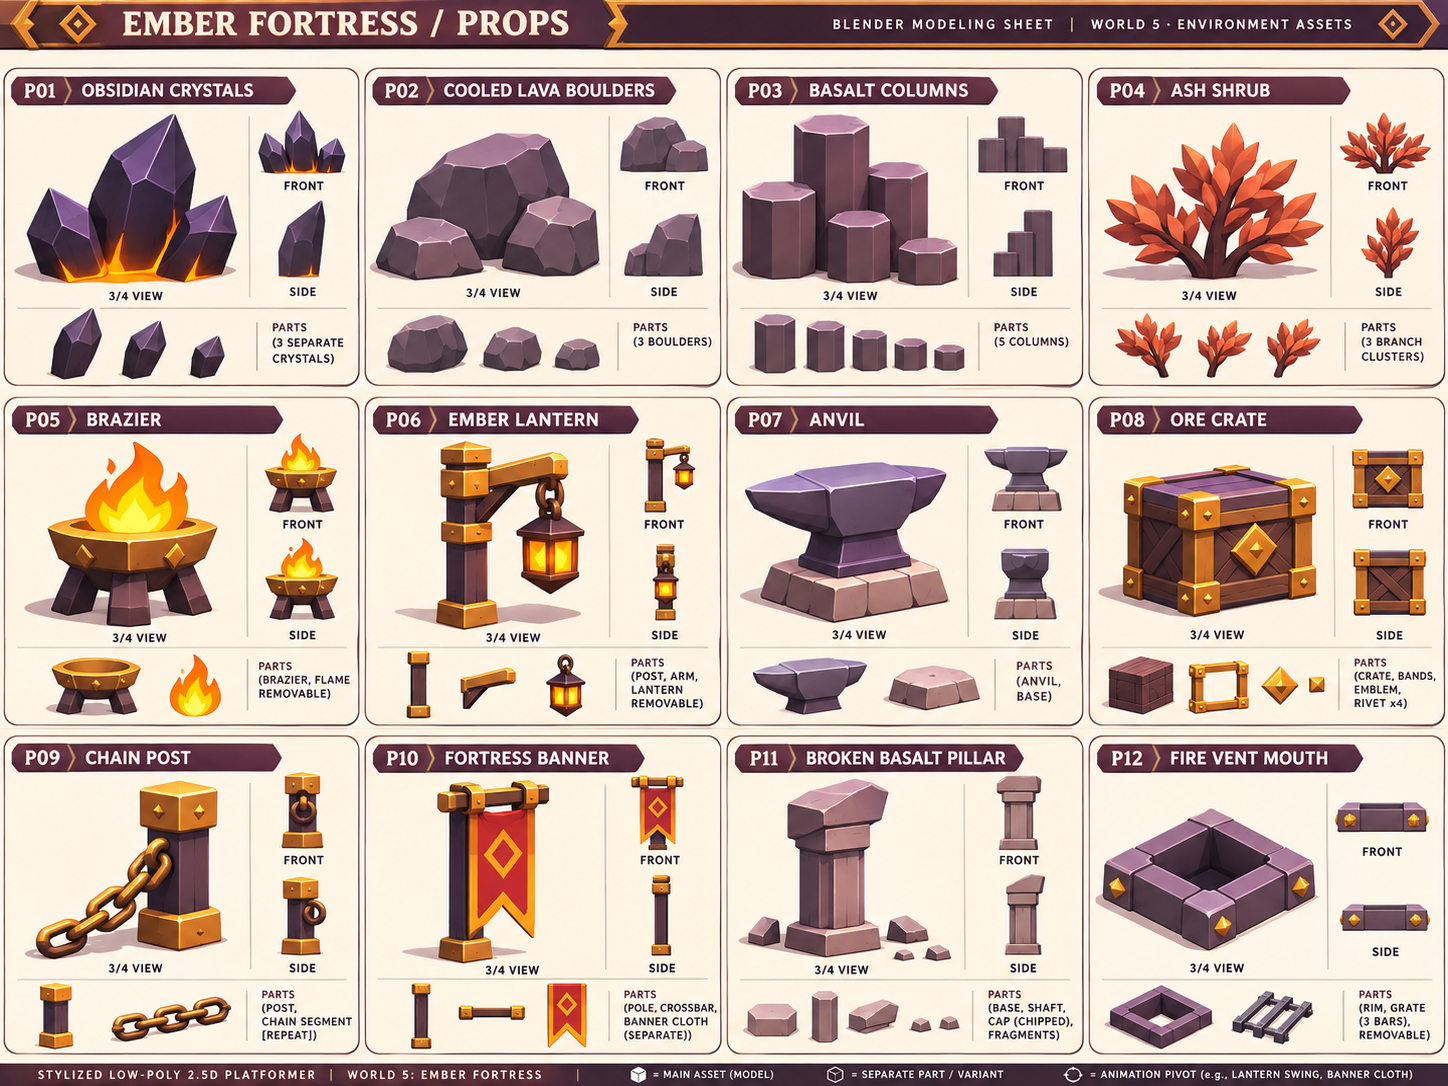 EMBER FORTRESS / PROPS
BLENDER MODELING SHEET | WORLD 5 · ENVIRONMENT ASSETS
P01 OBSIDIAN CRYSTALS
FRONT
SIDE
3/4 VIEW
PARTS
(3 SEPARATE
CRYSTALS)
P02 COOLED LAVA BOULDERS
FRONT
SIDE
3/4 VIEW
PARTS
(3 BOULDERS)
P03 BASALT COLUMNS
FRONT
SIDE
3/4 VIEW
PARTS
(5 COLUMNS)
P04 ASH SHRUB
FRONT
SIDE
3/4 VIEW
PARTS
(3 BRANCH
CLUSTERS)
P05 BRAZIER
FRONT
SIDE
3/4 VIEW
PARTS
(BRAZIER, FLAME
REMOVABLE)
P06 EMBER LANTERN
FRONT
SIDE
3/4 VIEW
PARTS
(POST, ARM,
LANTERN
REMOVABLE)
P07 ANVIL
FRONT
SIDE
3/4 VIEW
PARTS
(ANVIL,
BASE)
P08 ORE CRATE
FRONT
SIDE
3/4 VIEW
PARTS
(CRATE, BANDS,
EMBLEM,
RIVET x4)
P09 CHAIN POST
FRONT
SIDE
3/4 VIEW
PARTS
(POST,
CHAIN SEGMENT
[REPEAT])
P10 FORTRESS BANNER
FRONT
SIDE
3/4 VIEW
PARTS
(POLE, CROSSBAR,
BANNER CLOTH
(SEPARATE))
P11 BROKEN BASALT PILLAR
FRONT
SIDE
3/4 VIEW
PARTS
(BASE, SHAFT,
CAP (CHIPPED),
FRAGMENTS)
P12 FIRE VENT MOUTH
FRONT
SIDE
3/4 VIEW
PARTS
(RIM, GRATE
(3 BARS),
REMOVABLE)
STYLIZED LOW-POLY 2.5D PLATFORMER | WORLD 5: EMBER FORTRESS | = MAIN ASSET (MODEL) = SEPARATE PART / VARIANT = ANIMATION PIVOT (e.g., LANTERN SWING, BANNER CLOTH)